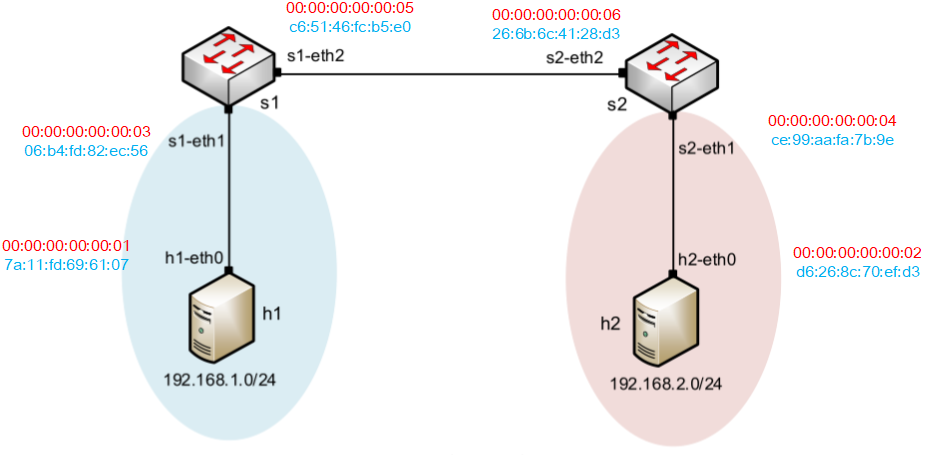 00:00:00:00:00:05
c6:51:46:fc:b5:e0
00:00:00:00:00:06
26:6b:6c:41:28:d3
s1-eth2
s2-eth2
s1
s2
00:00:00:00:00:03
06:b4:fd:82:ec:56
s1-eth1
00:00:00:00:00:04
ce:99:aa:fa:7b:9e
s2-eth1
00:00:00:00:00:01
7a:11:fd:69:61:07
h1-eth0
h2-eth0
00:00:00:00:00:02
d6:26:8c:70:ef:d3
h1
h2
192.168.1.0/24
192.168.2.0/24